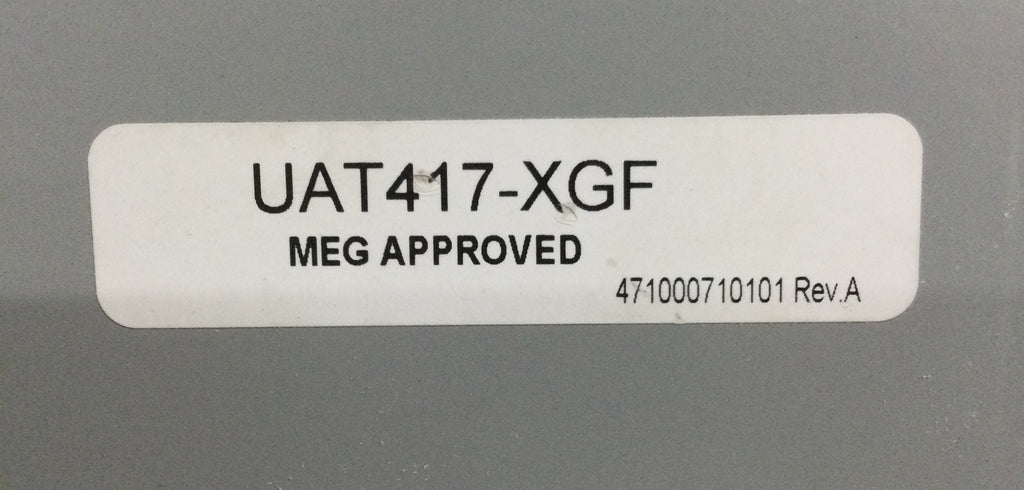 UAT417-XGF
MEG APPROVED
471000710101 Rev.A